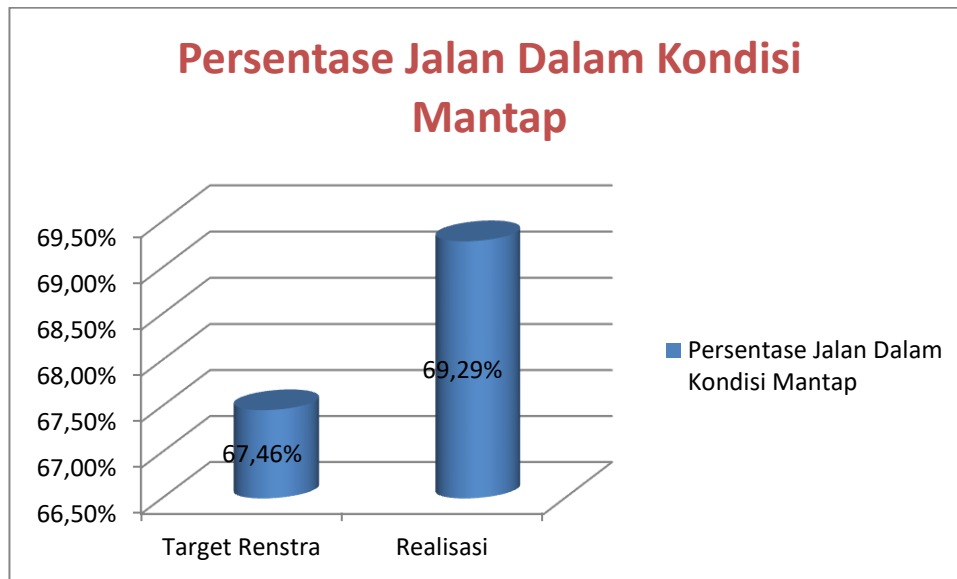 Persentase Jalan Dalam Kondisi
Mantap
69,50%
69,00%
68,50%
68,00%
67,50%
67,00%
66,50%
67,46%
69,29%
Target Renstra
Realisasi
Persentase Jalan Dalam
Kondisi Mantap